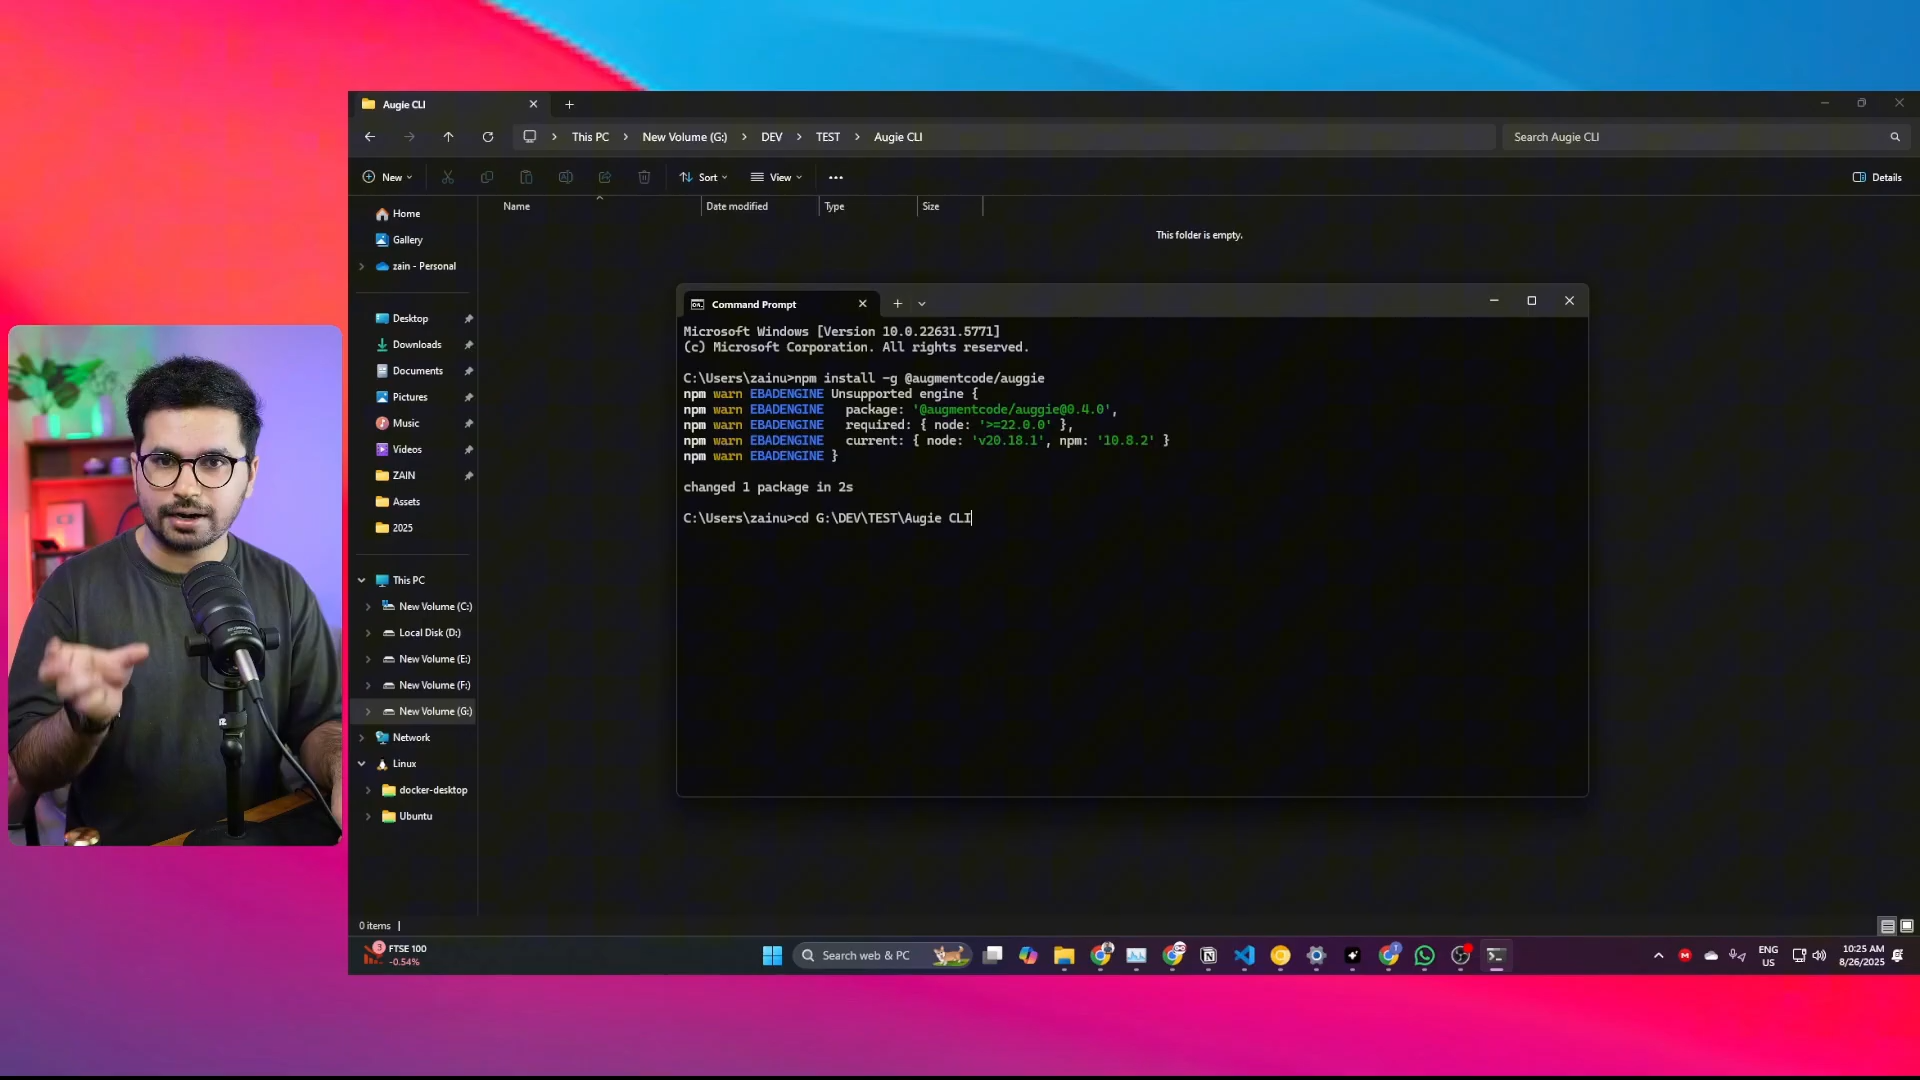 Augie CLI
This PC > New Volume (G:) > DEV > TEST > Augie CLI
Search Augie CLI
New
Sort
View
Details
Name
Date modified
Type
Size
This folder is empty.
Home
Gallery
zain - Personal
Desktop
Downloads
Documents
Pictures
Music
Videos
ZAIN
Assets
2025
This PC
New Volume (C:)
Local Disk (D:)
New Volume (E:)
New Volume (F:)
New Volume (G:)
Network
Linux
docker-desktop
Ubuntu
Command Prompt
Microsoft Windows [Version 10.0.22631.5771]
(c) Microsoft Corporation. All rights reserved.
C:\Users\zainu>npm install -g @augmentcode/auggie
npm warn EBADENGINE Unsupported engine {
npm warn EBADENGINE   package: '@augmentcode/auggie@0.4.0',
npm warn EBADENGINE   required: { node: '>=22.0.0' },
npm warn EBADENGINE   current: { node: 'v20.18.1', npm: '10.8.2' }
npm warn EBADENGINE }
changed 1 package in 2s
C:\Users\zainu>cd G:\DEV\TEST\Augie CLI
0 items
3
FTSE 100
-0.54%
Search web & PC
ENG
US
10:25 AM
8/26/2025